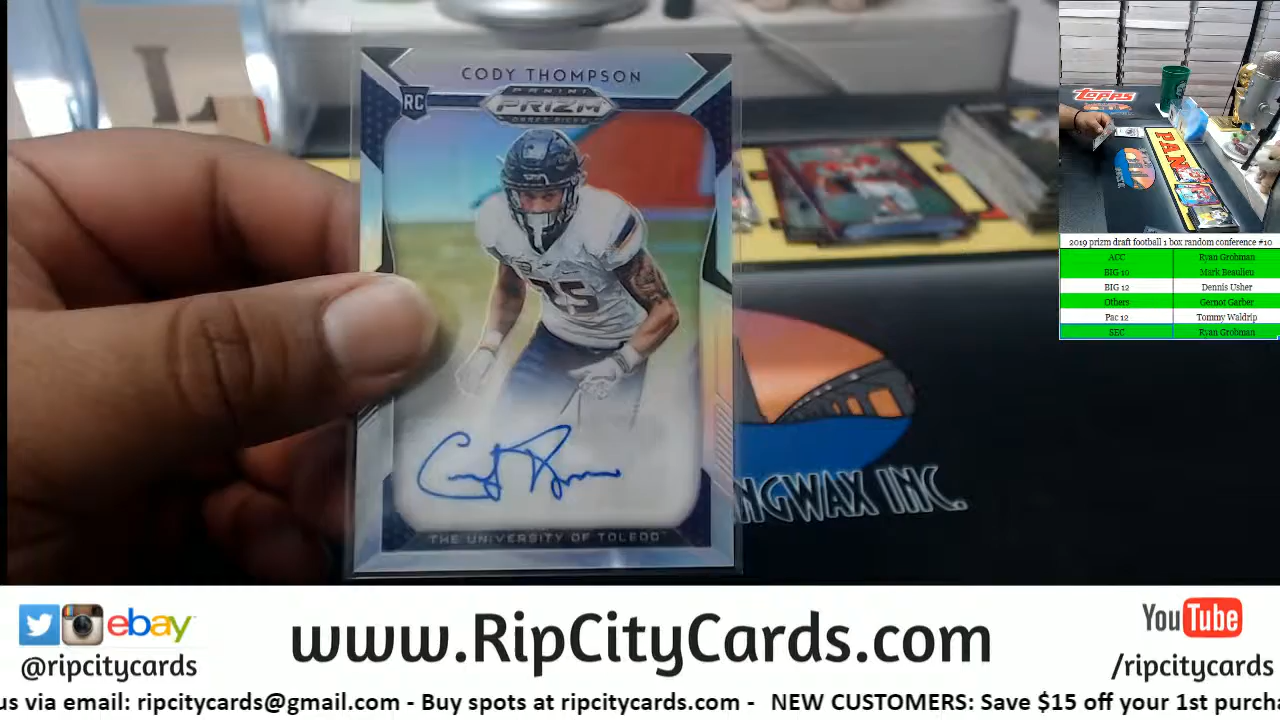 CODY THOMPSON
RC
PANINI
PRIZM
DRAFT PICKS
25
THE UNIVERSITY OF TOLEDO
INGWAX INC.
TOPPS
PANI
2019 prizm draft football 1 box random conference #10
ACC Ryan Grobman
BIG 10 Mark Beaulieu
BIG 12 Dennis Usher
Others Gernot Garber
Pac 12 Tommy Waldrip
SEC Ryan Grobman
ebay
@ripcitycards
www.RipCityCards.com
YouTube
/ripcitycards
us via email: ripcitycards@gmail.com - Buy spots at ripcitycards.com - NEW CUSTOMERS: Save $15 off your 1st purcha